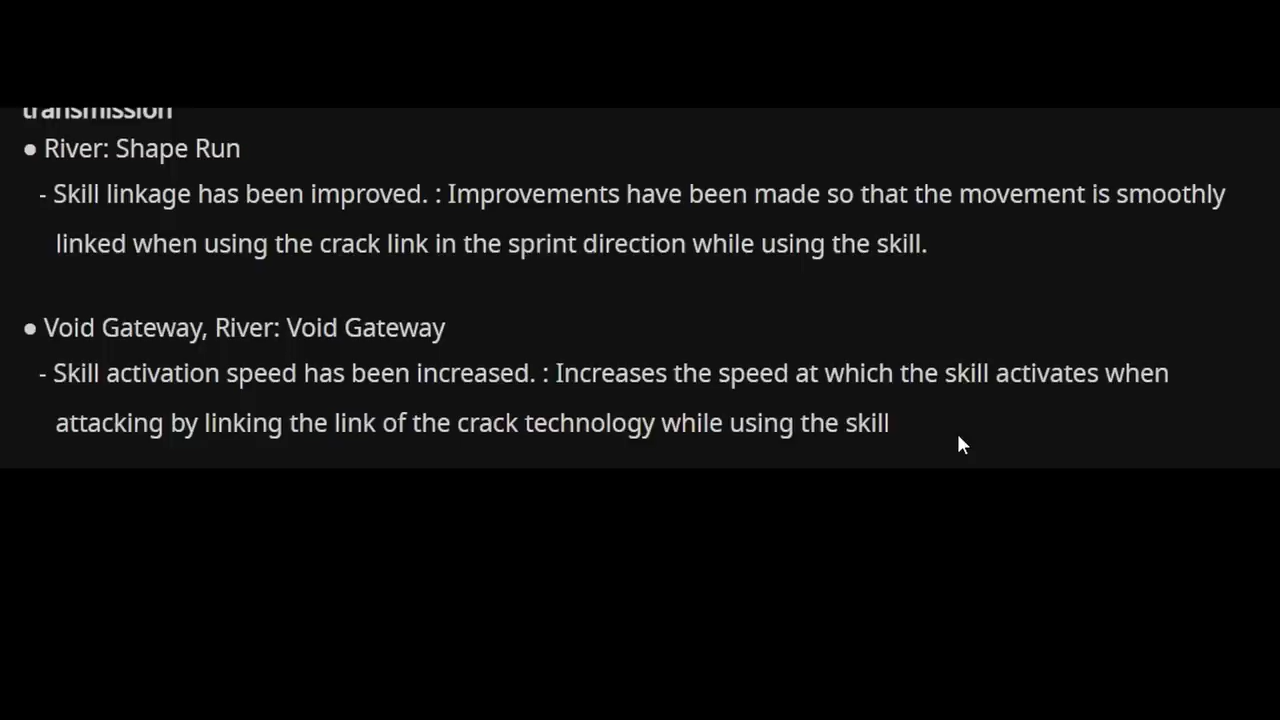 transmission
● River: Shape Run
- Skill linkage has been improved. : Improvements have been made so that the movement is smoothly
linked when using the crack link in the sprint direction while using the skill.
● Void Gateway, River: Void Gateway
- Skill activation speed has been increased. : Increases the speed at which the skill activates when
attacking by linking the link of the crack technology while using the skill